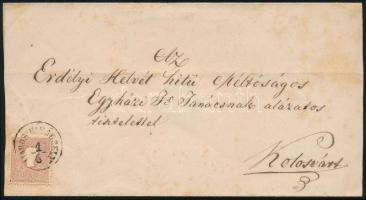 Az
Erdélyi Helvét hitü Méltóságos
Egyházi Fő Tanácsnak alázatos
tisztelettel
Kolosvárt